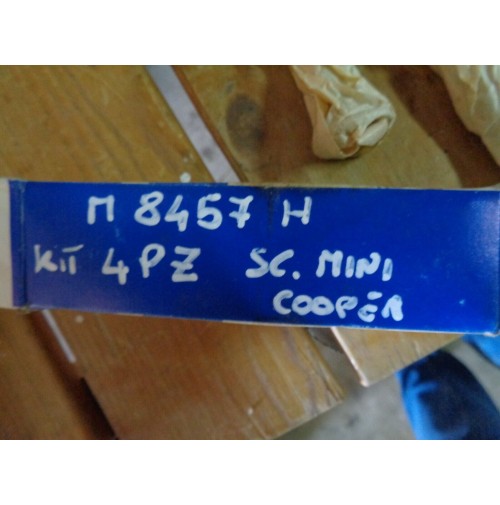 M 8457 H
KIT 4PZ SC. MINI
COOPER